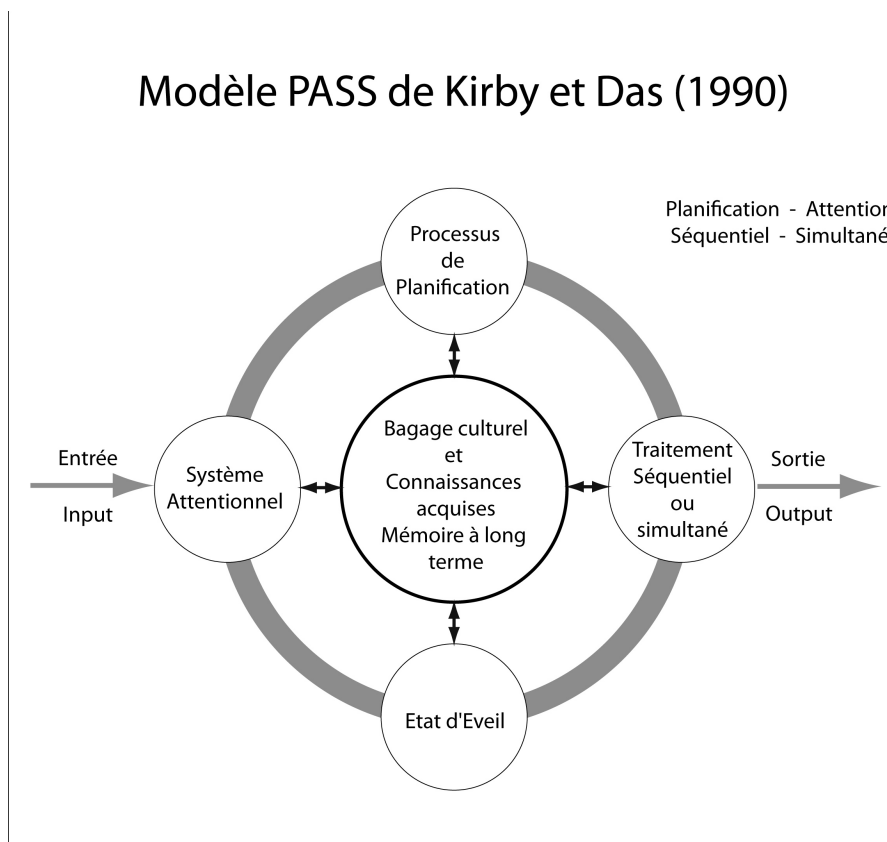 Modèle PASS de Kirby et Das (1990)
Planification - Attention
Séquentiel - Simultané
Processus
de
Planification
Entrée
Input
Système
Attentionnel
Bagage culturel
et
Connaissances
acquises
Mémoire à long
terme
Traitement
Séquentiel
ou
simultané
Sortie
Output
Etat d'Eveil